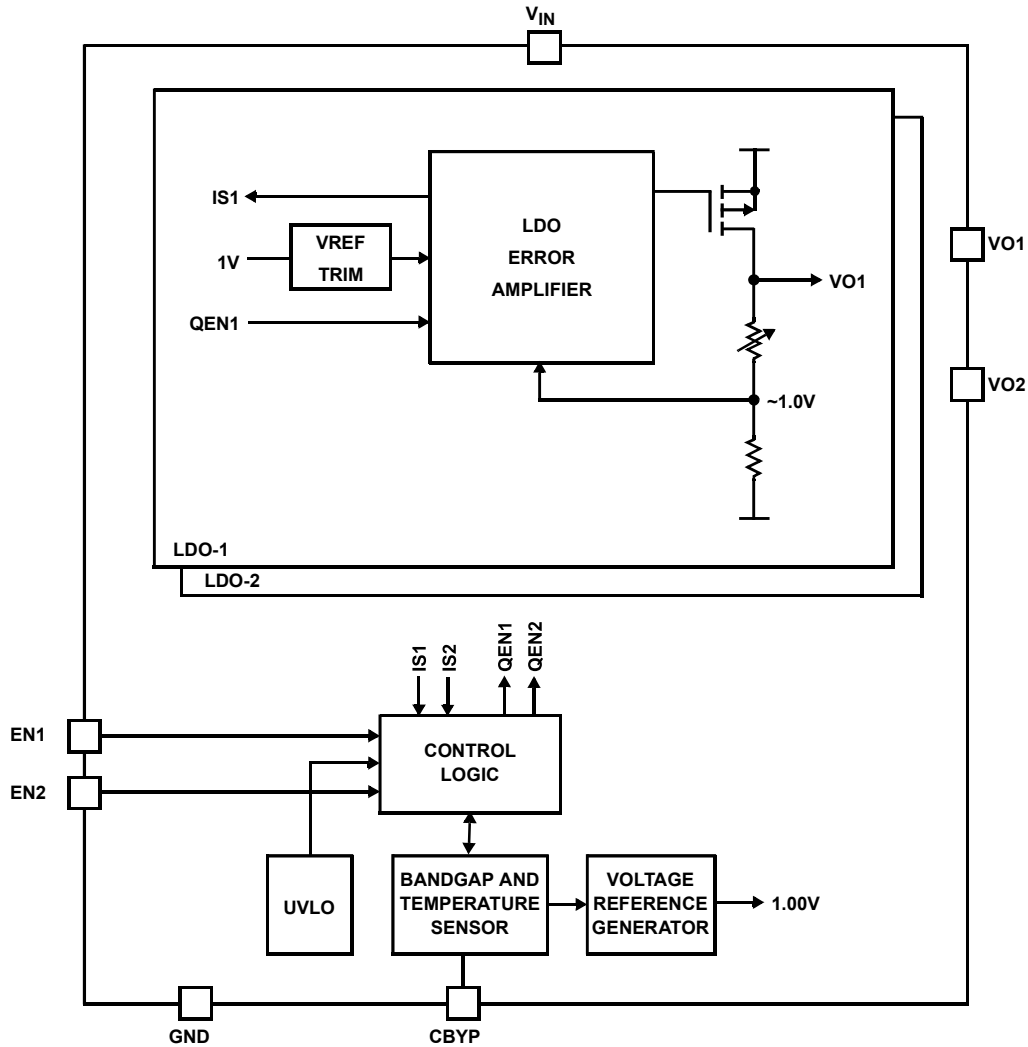 VIN
IS1
1V
VREF
TRIM
QEN1
LDO
ERROR
AMPLIFIER
VO1
~1.0V
LDO-1
LDO-2
VO1
VO2
IS1
IS2
QEN1
QEN2
EN1
EN2
CONTROL
LOGIC
UVLO
BANDGAP AND
TEMPERATURE
SENSOR
VOLTAGE
REFERENCE
GENERATOR
1.00V
GND
CBYP